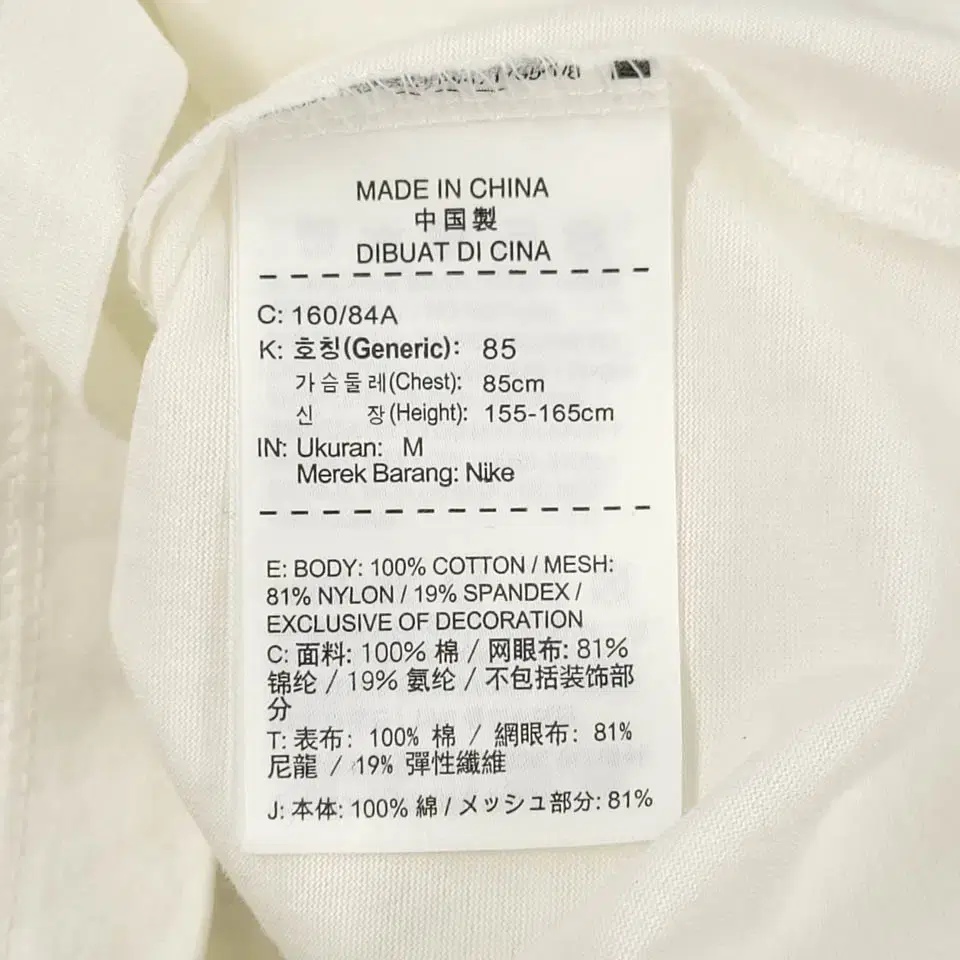 MADE IN CHINA
中国製
DIBUAT DI CINA
C: 160/84A
K: 호칭(Generic): 85
가슴둘레(Chest): 85cm
신 장(Height): 155-165cm
IN: Ukuran: M
Merek Barang: Nike
E: BODY: 100% COTTON / MESH:
81% NYLON / 19% SPANDEX /
EXCLUSIVE OF DECORATION
C: 面料: 100% 棉 / 网眼布: 81%
锦纶 / 19% 氨纶 / 不包括装饰部
分
T: 表布: 100% 棉 / 網眼布: 81%
尼龍 / 19% 彈性纖維
J: 本体: 100% 綿 / メッシュ部分: 81%